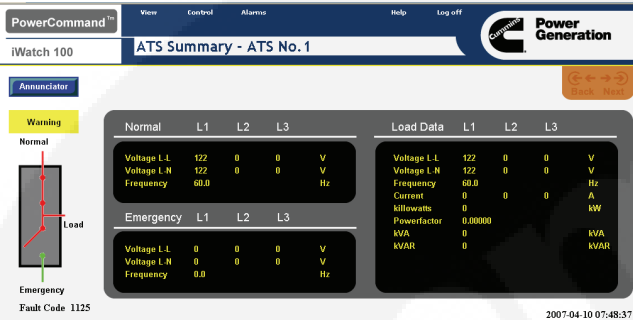 PowerCommand™
View Control Alarms Help Log off
iWatch 100
ATS Summary - ATS No. 1
Cummins
Power
Generation
Annunciator
Back Next
Warning
Normal
Load
Emergency
Fault Code 1125
Normal L1 L2 L3
Voltage L-L 122 0 0 V
Voltage L-N 122 0 0 V
Frequency 60.0 Hz
Emergency L1 L2 L3
Voltage L-L 0 0 0 V
Voltage L-N 0 0 0 V
Frequency 0.0 Hz
Load Data L1 L2 L3
Voltage L-L 122 0 0 V
Voltage L-N 122 0 0 V
Frequency 60.0 Hz
Current 0 0 0 A
killowatts 0 kW
Powerfactor 0.00000
kVA 0 kVA
kVAR 0 kVAR
2007-04-10 07:48:37